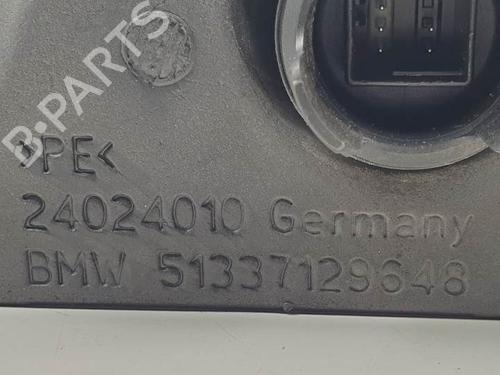 B-PARTS
>PE<
24024010 Germany
BMW 51337129648